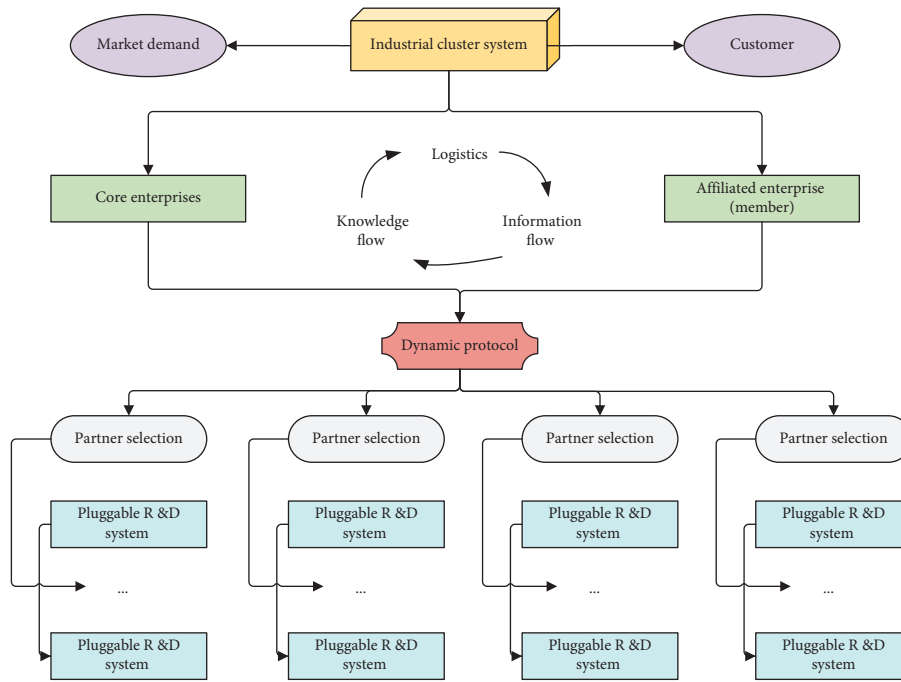 Market demand
Industrial cluster system
Customer
Logistics
Core enterprises
Affiliated enterprise
(member)
Knowledge
flow
Information
flow
Dynamic protocol
Partner selection
Partner selection
Partner selection
Partner selection
Pluggable R &D
system
Pluggable R &D
system
Pluggable R &D
system
Pluggable R &D
system
...
...
...
...
Pluggable R &D
system
Pluggable R &D
system
Pluggable R &D
system
Pluggable R &D
system